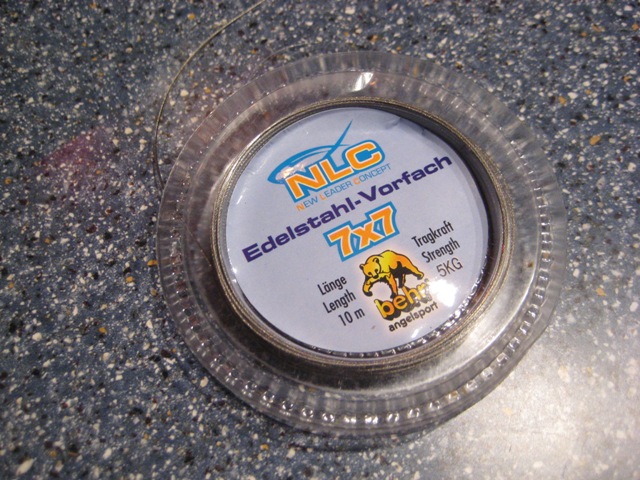 NLC
NEW LEADER CONCEPT
Edelstahl-Vorfach
7x7
Länge
Length
10 m
Tragkraft
Strength
5KG
behr
angelsport